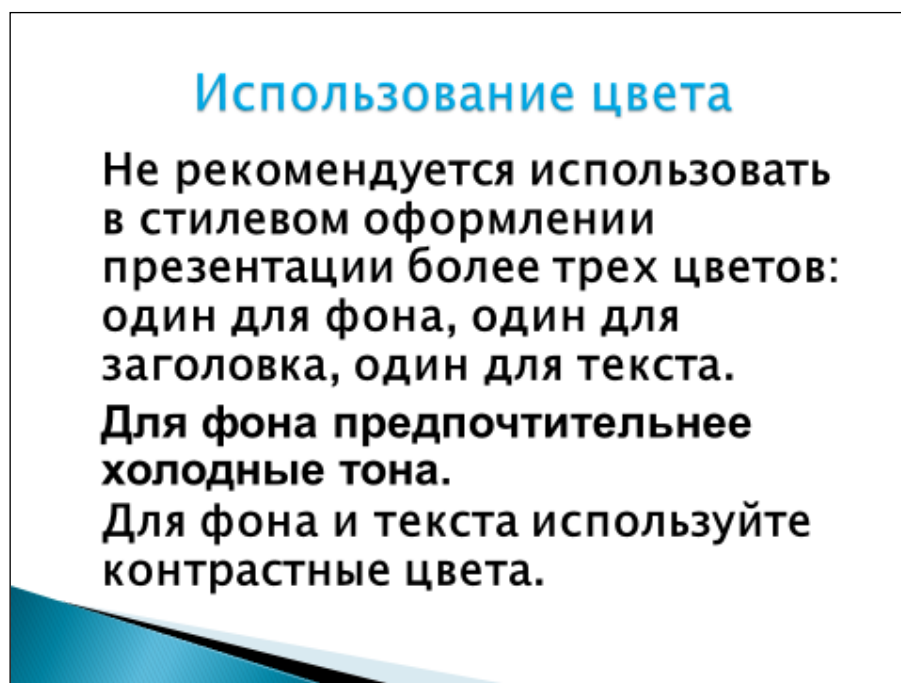 Использование цвета
Не рекомендуется использовать
в стилевом оформлении
презентации более трех цветов:
один для фона, один для
заголовка, один для текста.
Для фона предпочтительнее
холодные тона.
Для фона и текста используйте
контрастные цвета.